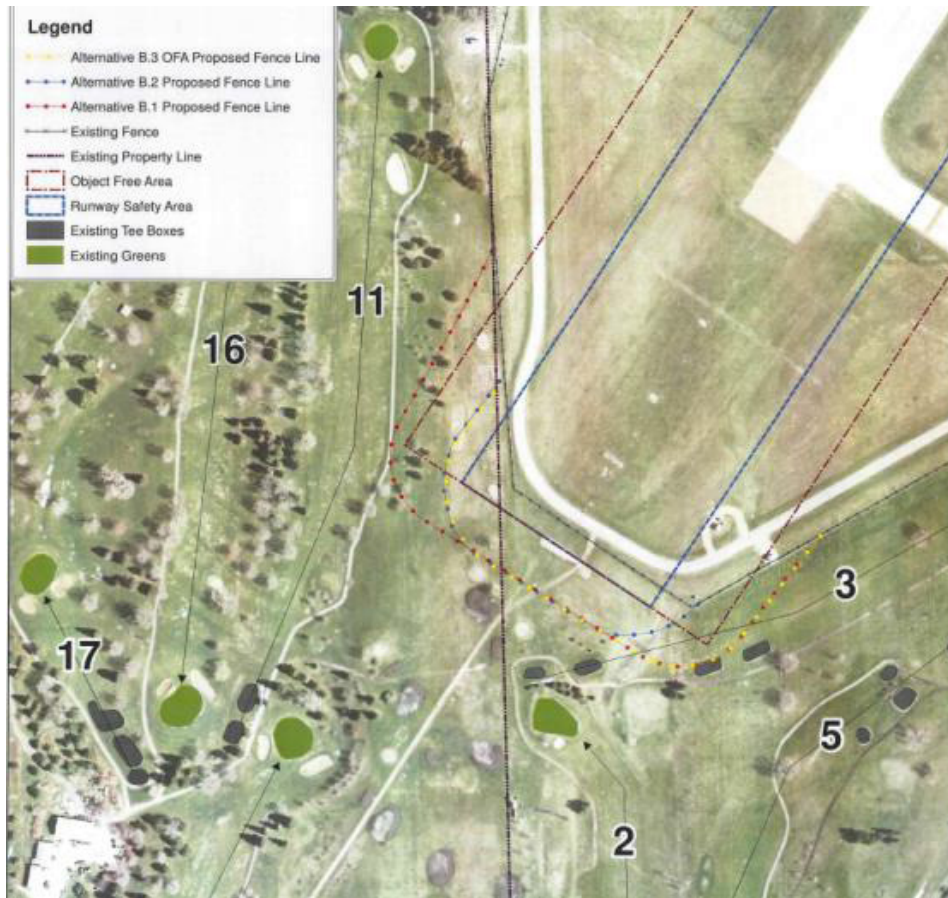 Legend
Alternative B.3 OFA Proposed Fence Line
Alternative B.2 Proposed Fence Line
Alternative B.1 Proposed Fence Line
Existing Fence
Existing Property Line
Object Free Area
Runway Safety Area
Existing Tee Boxes
Existing Greens
11
16
3
17
5
2